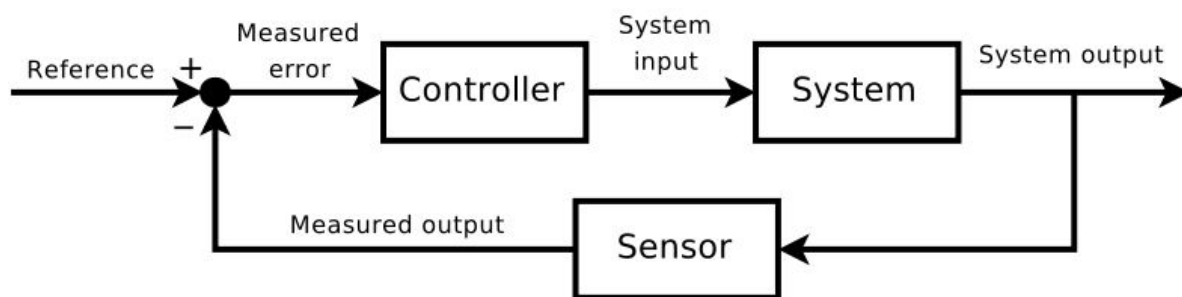 Reference
+
−
Measured
error
Controller
System
input
System
System output
Measured output
Sensor